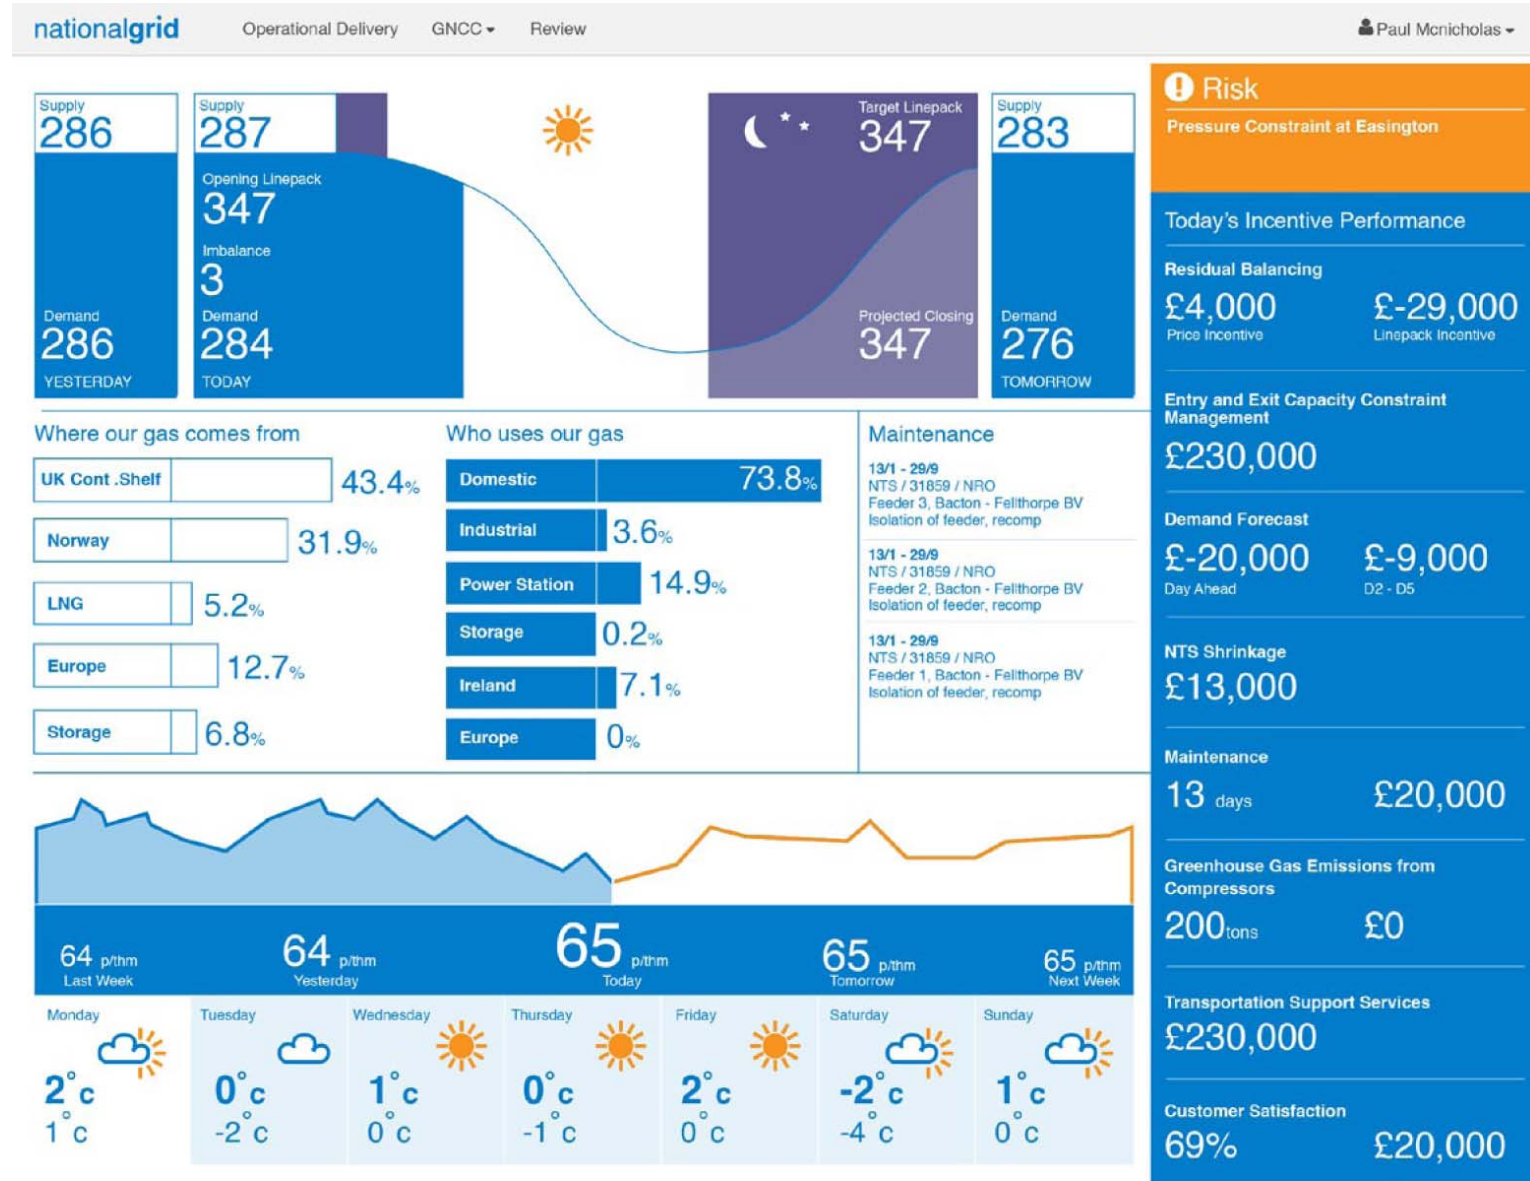 nationalgrid Operational Delivery GNCC Review Paul Mcnicholas
Supply
286
Demand
286
YESTERDAY
Supply
287
Opening Linepack
347
Imbalance
3
Demand
284
TODAY
Target Linepack
347
Projected Closing
347
Supply
283
Demand
276
TOMORROW
Where our gas comes from
UK Cont .Shelf 43.4%
Norway 31.9%
LNG 5.2%
Europe 12.7%
Storage 6.8%
Who uses our gas
Domestic 73.8%
Industrial 3.6%
Power Station 14.9%
Storage 0.2%
Ireland 7.1%
Europe 0%
Maintenance
13/1 - 29/9
NTS / 31859 / NRO
Feeder 3, Bacton - Fellthorpe BV
Isolation of feeder, recomp
13/1 - 29/9
NTS / 31859 / NRO
Feeder 2, Bacton - Fellthorpe BV
Isolation of feeder, recomp
13/1 - 29/9
NTS / 31859 / NRO
Feeder 1, Bacton - Fellthorpe BV
Isolation of feeder, recomp
64 p/thm
Last Week
64 p/thm
Yesterday
65 p/thm
Today
65 p/thm
Tomorrow
65 p/thm
Next Week
Monday
2°c
1°c
Tuesday
0°c
-2°c
Wednesday
1°c
0°c
Thursday
0°c
-1°c
Friday
2°c
0°c
Saturday
-2°c
-4°c
Sunday
1°c
0°c
! Risk
Pressure Constraint at Easington
Today's Incentive Performance
Residual Balancing
£4,000 £-29,000
Price Incentive Linepack Incentive
Entry and Exit Capacity Constraint
Management
£230,000
Demand Forecast
£-20,000 £-9,000
Day Ahead D2 - D5
NTS Shrinkage
£13,000
Maintenance
13 days £20,000
Greenhouse Gas Emissions from
Compressors
200tons £0
Transportation Support Services
£230,000
Customer Satisfaction
69% £20,000